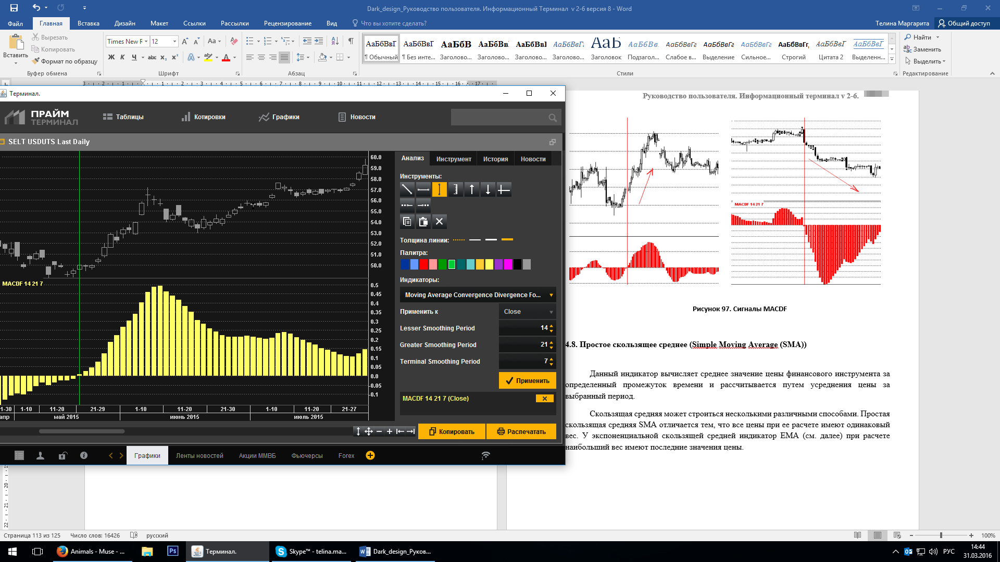 Dark_design_Руководство пользователя. Информационный Терминал v 2-6 версия 8 - Word
Файл
Главная
Вставка
Дизайн
Макет
Ссылки
Рассылки
Рецензирование
Вид
Что вы хотите сделать?
Телина Маргарита
Общий доступ
Вставить
Вырезать
Копировать
Формат по образцу
Буфер обмена
Times New R
12
Шрифт
Абзац
АаБбВвГ
АаБбВвГ
АаБбВ
АаБбВв
АаБбВвІ
АаБбВвГ
АаБбВвГ
АаБ
АаБбВв
АаБбВвГг
АаБбВвГг
АаБбВвГг
АаБбВвГг
АаБбВвГ
АаБбВвГ
¶ Обычный
¶ Без инте...
Заголово...
Заголово...
Заголово...
Заголово...
Заголово...
Заголовок
Подзагол...
Слабое в...
Выделение
Сильное...
Строгий
Цитата 2
Выделенн...
Стили
Найти
Заменить
Выделить
Редактирование
3 2 1 1 2 3 4 5 6 7 8 9 10 11 12 13 14 15 16 17
Терминал.
ПРАЙМ
ТЕРМИНАЛ
Таблицы
Котировки
Графики
Новости
SELT USDUTS Last Daily
60.0
59.0
58.0
57.0
56.0
55.0
54.0
53.0
52.0
51.0
50.0
MACDF 14 21 7
0.5
0.45
0.4
0.35
0.3
0.25
0.2
0.15
0.1
0.05
0.0
-0.05
-0.1
1-30 1-10 11-20 21-29 1-10 11-20 21-30 1-10 11-20 21-27
апр май 2015 июнь 2015 июль 2015
Анализ
Инструмент
История
Новости
Инструменты:
Толщина линии:
Палитра:
Индикаторы:
Moving Average Convergence Divergence Fo...
Применить к
Close
Lesser Smoothing Period
14
Greater Smoothing Period
21
Terminal Smoothing Period
7
Применить
MACDF 14 21 7 (Close)
Копировать
Распечатать
Графики
Ленты новостей
Акции ММВБ
Фьючерсы
Forex
1
Руководство пользователя. Информационный терминал v 2-6.
MACDF 14 21 7
Рисунок 97. Сигналы MACDF
4.8. Простое скользящее среднее (Simple Moving Average (SMA))
Данный индикатор вычисляет среднее значение цены финансового инструмента за
определенный промежуток времени и рассчитывается путем усреднения цены за
выбранный период.
Скользящая средняя может строиться несколькими различными способами. Простая
скользящая средняя SMA отличается тем, что все цены при ее расчете имеют одинаковый
вес. У экспоненциальной скользящей средней индикатор EMA (см. далее) при расчете
наибольший вес имеют последние значения цены.
Страница 113 из 125
Число слов: 16426
русский
100%
Animals - Muse - ...
Ps
Терминал.
Skype™ - telina.ma...
Dark_design_Руков...
РУС
14:44
31.03.2016